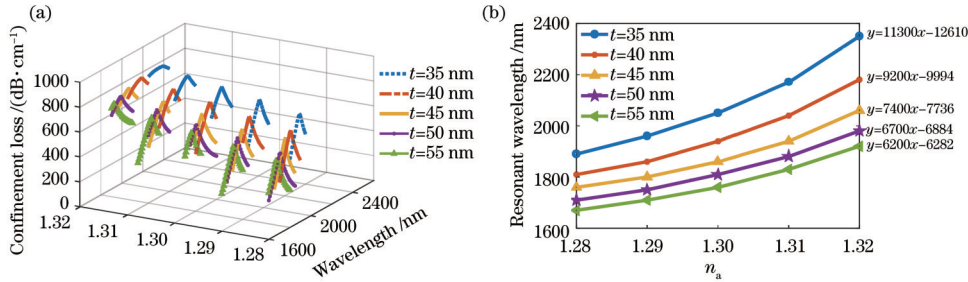 (a)
Confinement loss /(dB· cm⁻¹)
1000
800
600
400
200
0
1.32
1.31
1.30
1.29
1.28
1600
2000
2400
Wavelength /nm
t=35 nm
t=40 nm
t=45 nm
t=50 nm
t=55 nm
(b)
Resonant wavelength /nm
2400
2200
2000
1800
1600
1.28
1.29
1.30
1.31
1.32
nₐ
t=35 nm
t=40 nm
t=45 nm
t=50 nm
t=55 nm
y=11300x−12610
y=9200x−9994
y=7400x−7736
y=6700x−6884
y=6200x−6282